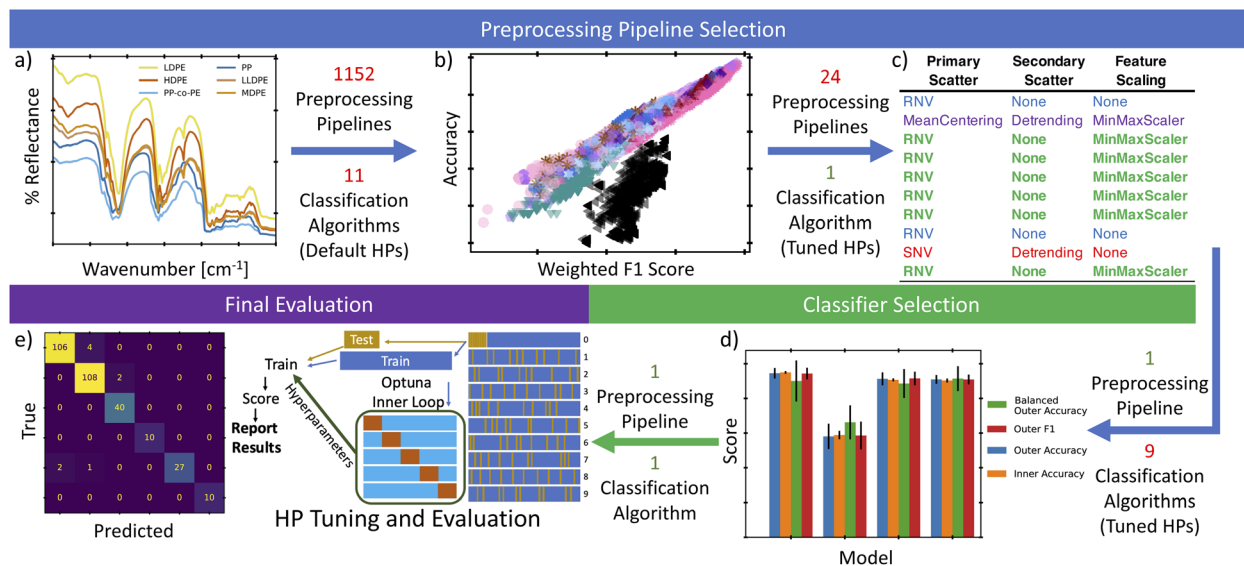 Preprocessing Pipeline Selection
a)
LDPE
HDPE
PP-co-PE
PP
LLDPE
MDPE
% Reflectance
Wavenumber [cm⁻¹]
1152
Preprocessing
Pipelines
11
Classification
Algorithms
(Default HPs)
b)
Accuracy
Weighted F1 Score
24
Preprocessing
Pipelines
1
Classification
Algorithm
(Tuned HPs)
c)
Primary Scatter Secondary Scatter Feature Scaling
RNV None None
MeanCentering Detrending MinMaxScaler
RNV None MinMaxScaler
RNV None MinMaxScaler
RNV None MinMaxScaler
RNV None MinMaxScaler
RNV None MinMaxScaler
RNV None None
SNV Detrending None
RNV None MinMaxScaler
Final Evaluation
Classifier Selection
e)
106 4 0 0 0 0
0 108 2 0 0 0
0 0 40 0 0 0
0 0 0 10 0 0
2 1 0 0 27 0
0 0 0 0 0 10
True
Predicted
Train
Score
Report
Results
Hyperparameters
Test
Train
Optuna
Inner Loop
0
1
2
3
4
5
6
7
8
9
HP Tuning and Evaluation
1
Preprocessing
Pipeline
1
Classification
Algorithm
d)
Score
Model
Balanced
Outer Accuracy
Outer F1
Outer Accuracy
Inner Accuracy
1
Preprocessing
Pipeline
9
Classification
Algorithms
(Tuned HPs)